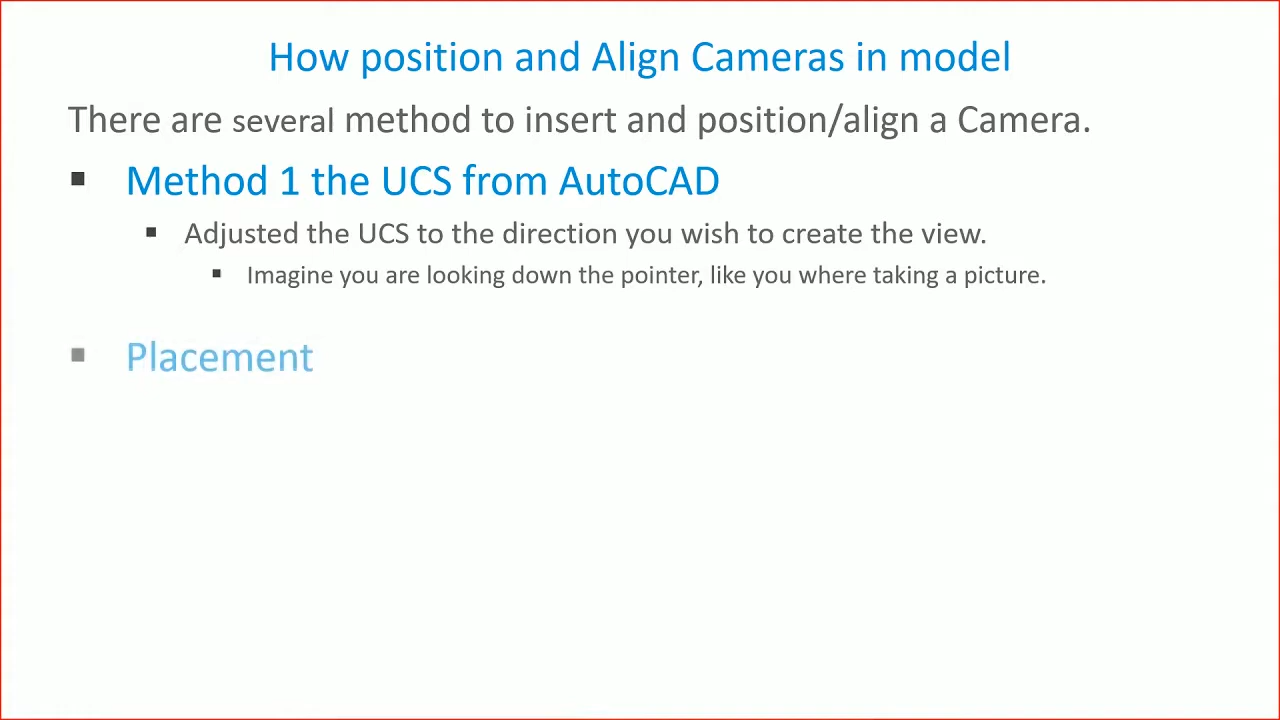 How position and Align Cameras in model
There are several method to insert and position/align a Camera.
Method 1 the UCS from AutoCAD
Adjusted the UCS to the direction you wish to create the view.
Imagine you are looking down the pointer, like you where taking a picture.
Placement